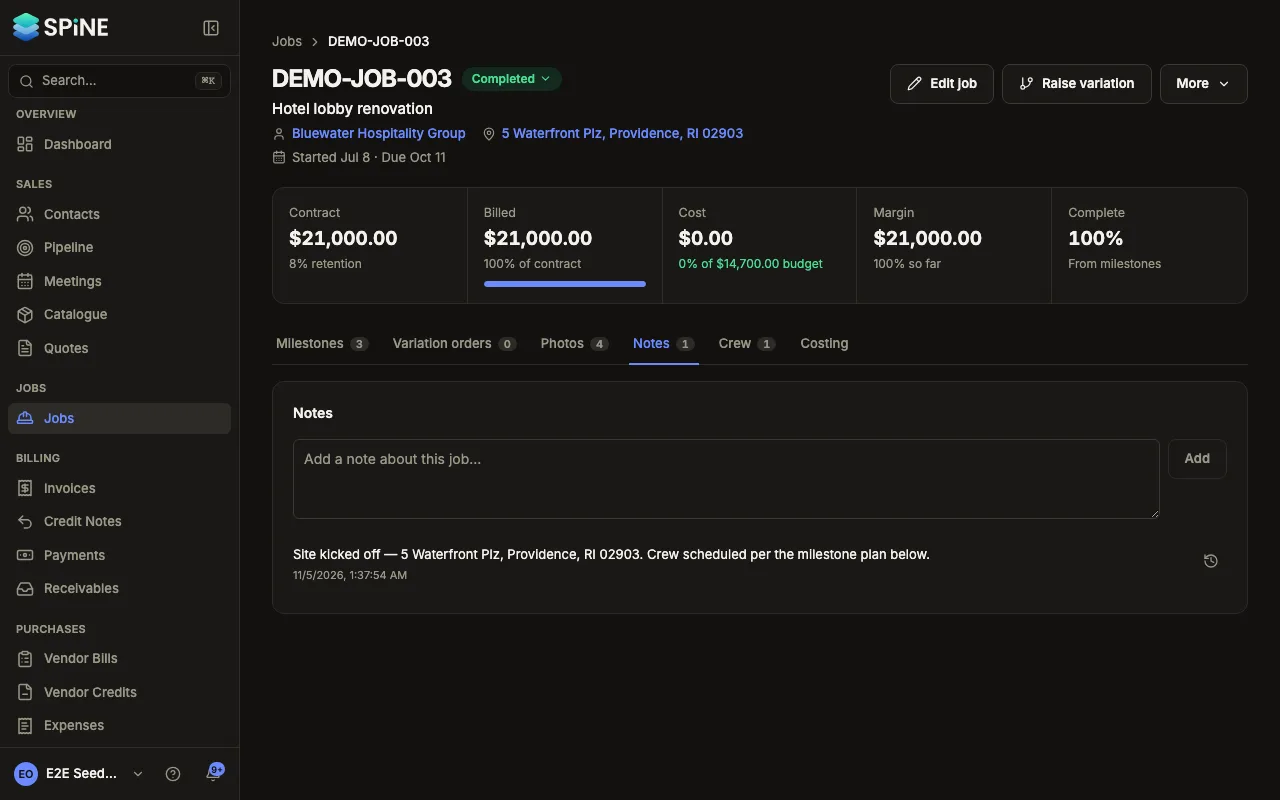 SPiNE
Search...
⌘K
OVERVIEW
Dashboard
SALES
Contacts
Pipeline
Meetings
Catalogue
Quotes
JOBS
Jobs
BILLING
Invoices
Credit Notes
Payments
Receivables
PURCHASES
Vendor Bills
Vendor Credits
Expenses
EO
E2E Seed...
9+
Jobs > DEMO-JOB-003
DEMO-JOB-003
Completed
Edit job
Raise variation
More
Hotel lobby renovation
Bluewater Hospitality Group
5 Waterfront Plz, Providence, RI 02903
Started Jul 8 · Due Oct 11
Contract
$21,000.00
8% retention
Billed
$21,000.00
100% of contract
Cost
$0.00
0% of $14,700.00 budget
Margin
$21,000.00
100% so far
Complete
100%
From milestones
Milestones 3
Variation orders 0
Photos 4
Notes 1
Crew 1
Costing
Notes
Add a note about this job...
Add
Site kicked off — 5 Waterfront Plz, Providence, RI 02903. Crew scheduled per the milestone plan below.
11/5/2026, 1:37:54 AM